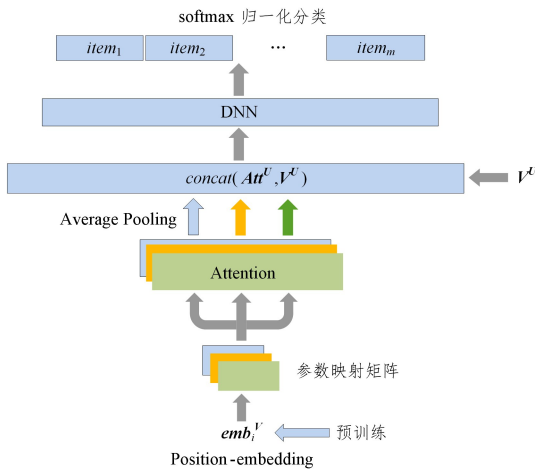 softmax 归一化分类
item₁ item₂ ... itemₘ
DNN
concat(Attᵁ,Vᵁ)
Vᵁ
Average Pooling
Attention
参数映射矩阵
embᵢⱽ
预训练
Position-embedding